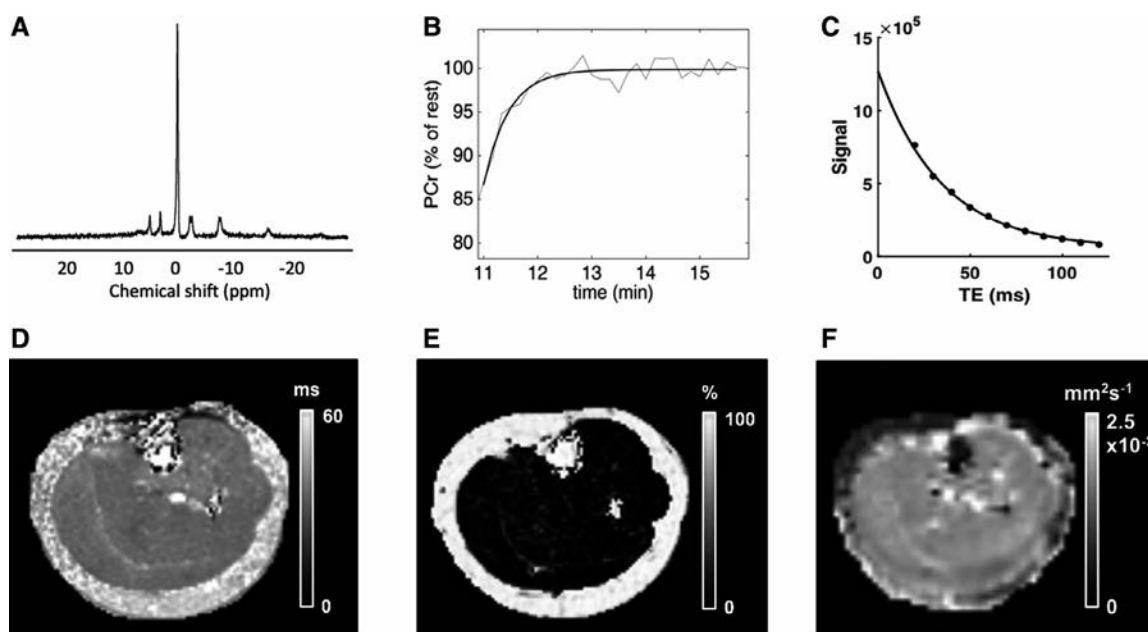 A
20 10 0 -10 -20
Chemical shift (ppm)
B
PCr (% of rest)
100
95
90
85
80
11 12 13 14 15
time (min)
C
15 ×10⁵
10
5
0
Signal
0 50 100
TE (ms)
D
ms
60
0
E
%
100
0
F
mm²s⁻¹
2.5
0